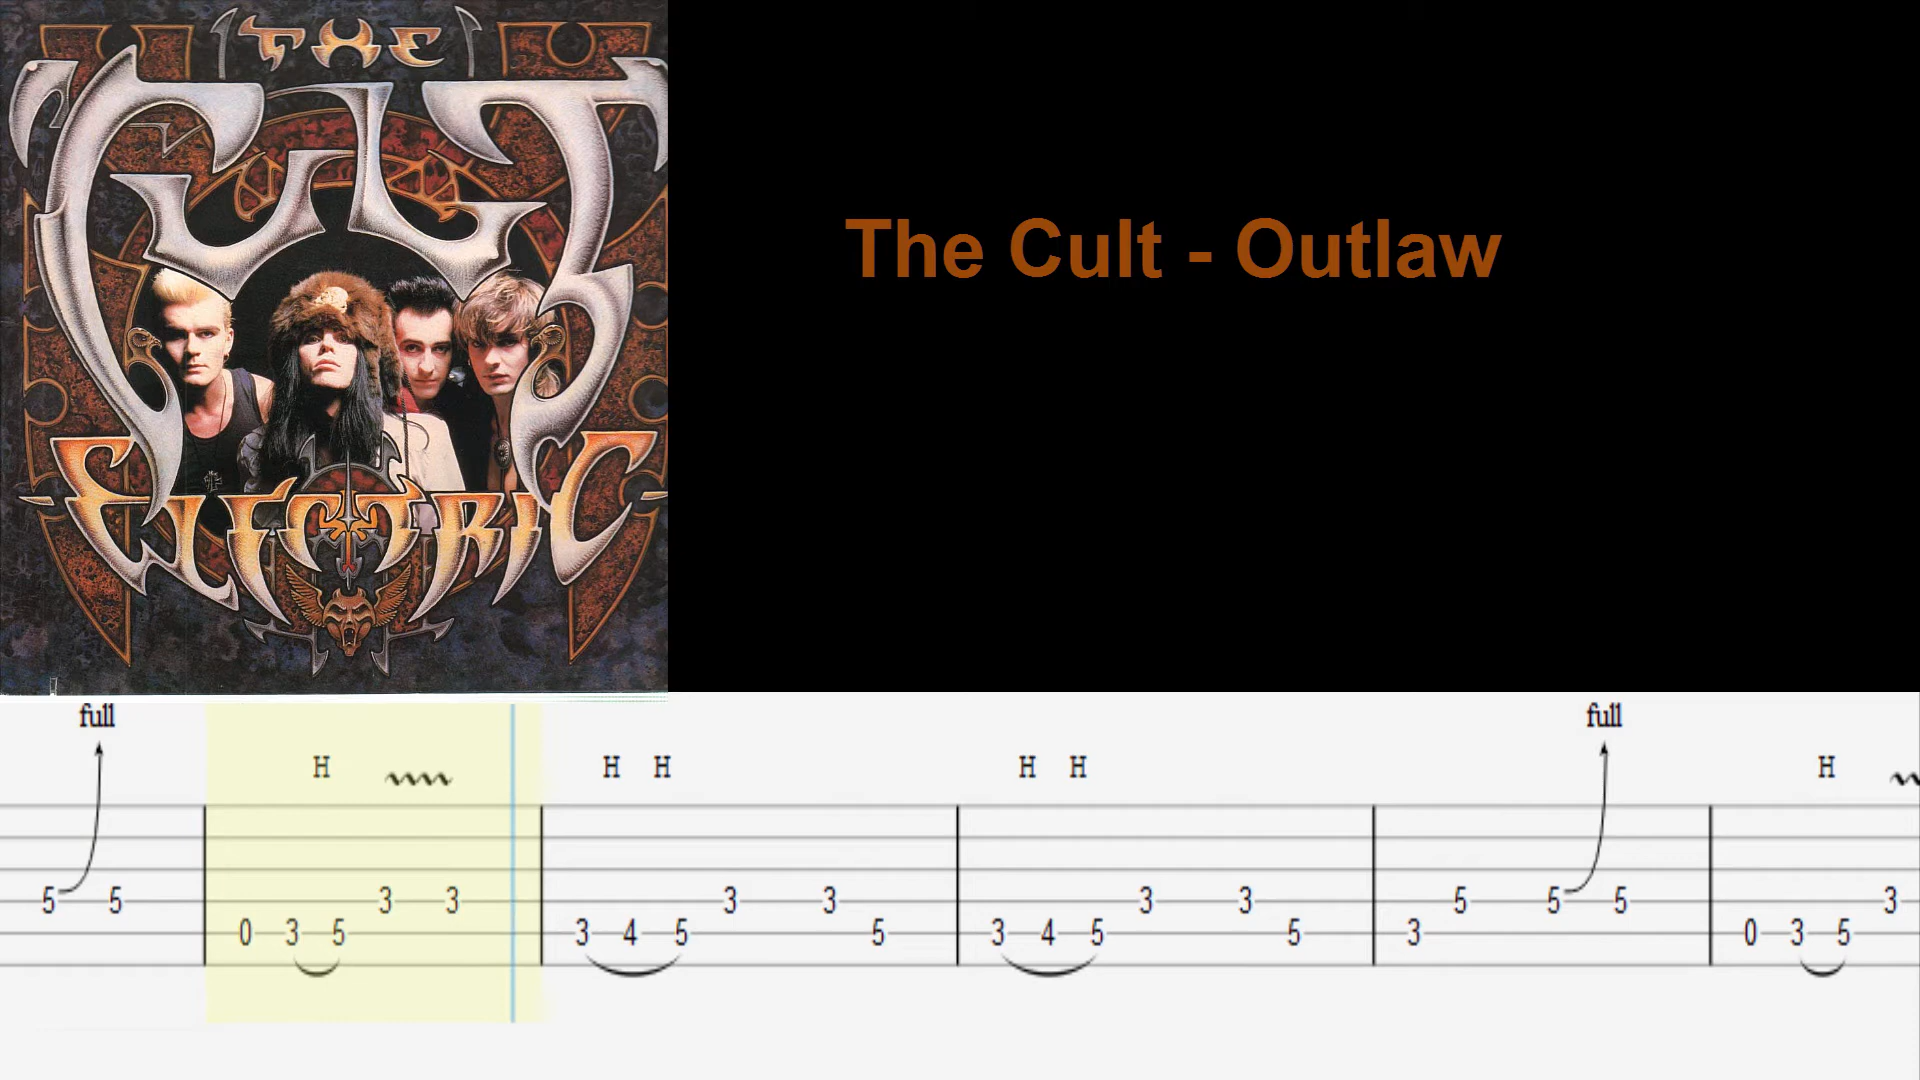 THE
CULT
ELECTRIC
The Cult - Outlaw
full full
H H H H H H
5 5 3 3 3 3 3 3 5 5 5 3
0 3 5 3 4 5 5 3 4 5 5 3 0 3 5